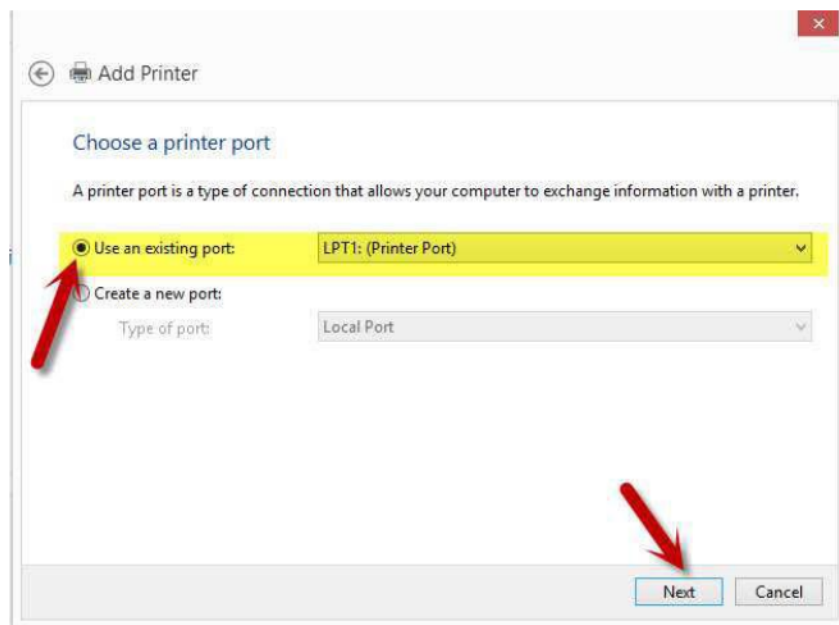 Add Printer
Choose a printer port
A printer port is a type of connection that allows your computer to exchange information with a printer.
Use an existing port: LPT1: (Printer Port)
Create a new port:
Type of port: Local Port
Next Cancel